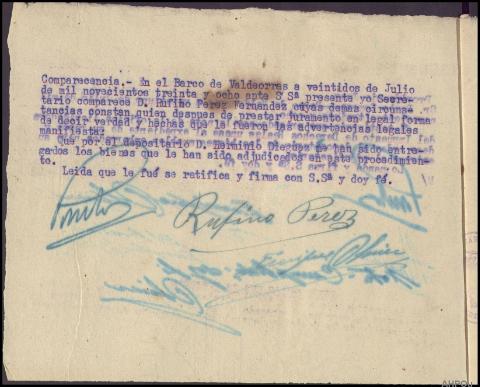 Comparecencia.- En el Barco de Valdeorras a veintidos de Julio
de mil novecientos treinta y ocho ante S.Sª presente yo Secre-
tario comparece D. Rufino Perez Fernandez cuyas demas circuns-
tancias constan quien despues de prestar juramento en legal forma
de decir verdad y hechas que le fueron las advertencias legales
manifiesta:
Que por el depositario D. Herminio Dieguez le han sido entre-
gados los bienes que le han sido adjudicados en este procedimien-
to.
Leida que le fué se ratifica y firma con S.Sª y doy fé.
Rufino Perez
AHPOU